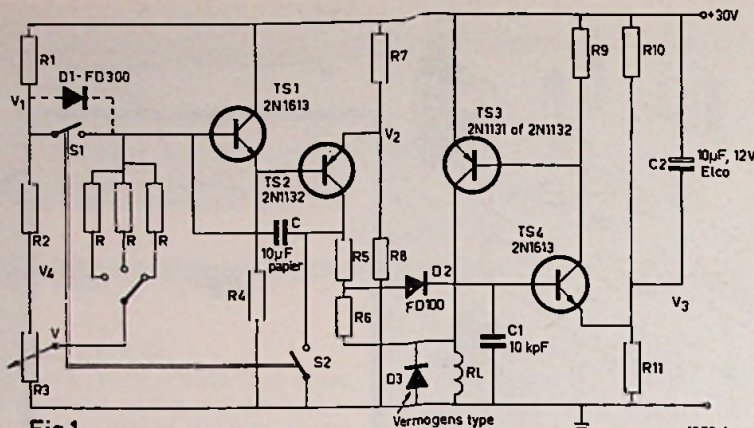 +30V
R1
D1-FD300
V1
S1
TS1
2N1613
R7
V2
TS3
2N1131 of 2N1132
R9
R10
C2
10µF, 12V
Elco
TS2
2N1132
R2
R
R
R
C
10µF
papier
R5
R8
D2
FD100
TS4
2N1613
V3
V4
V
R3
R4
S2
R6
D3
RL
C1
10 kpF
R11
Vermogens type
Fig.1